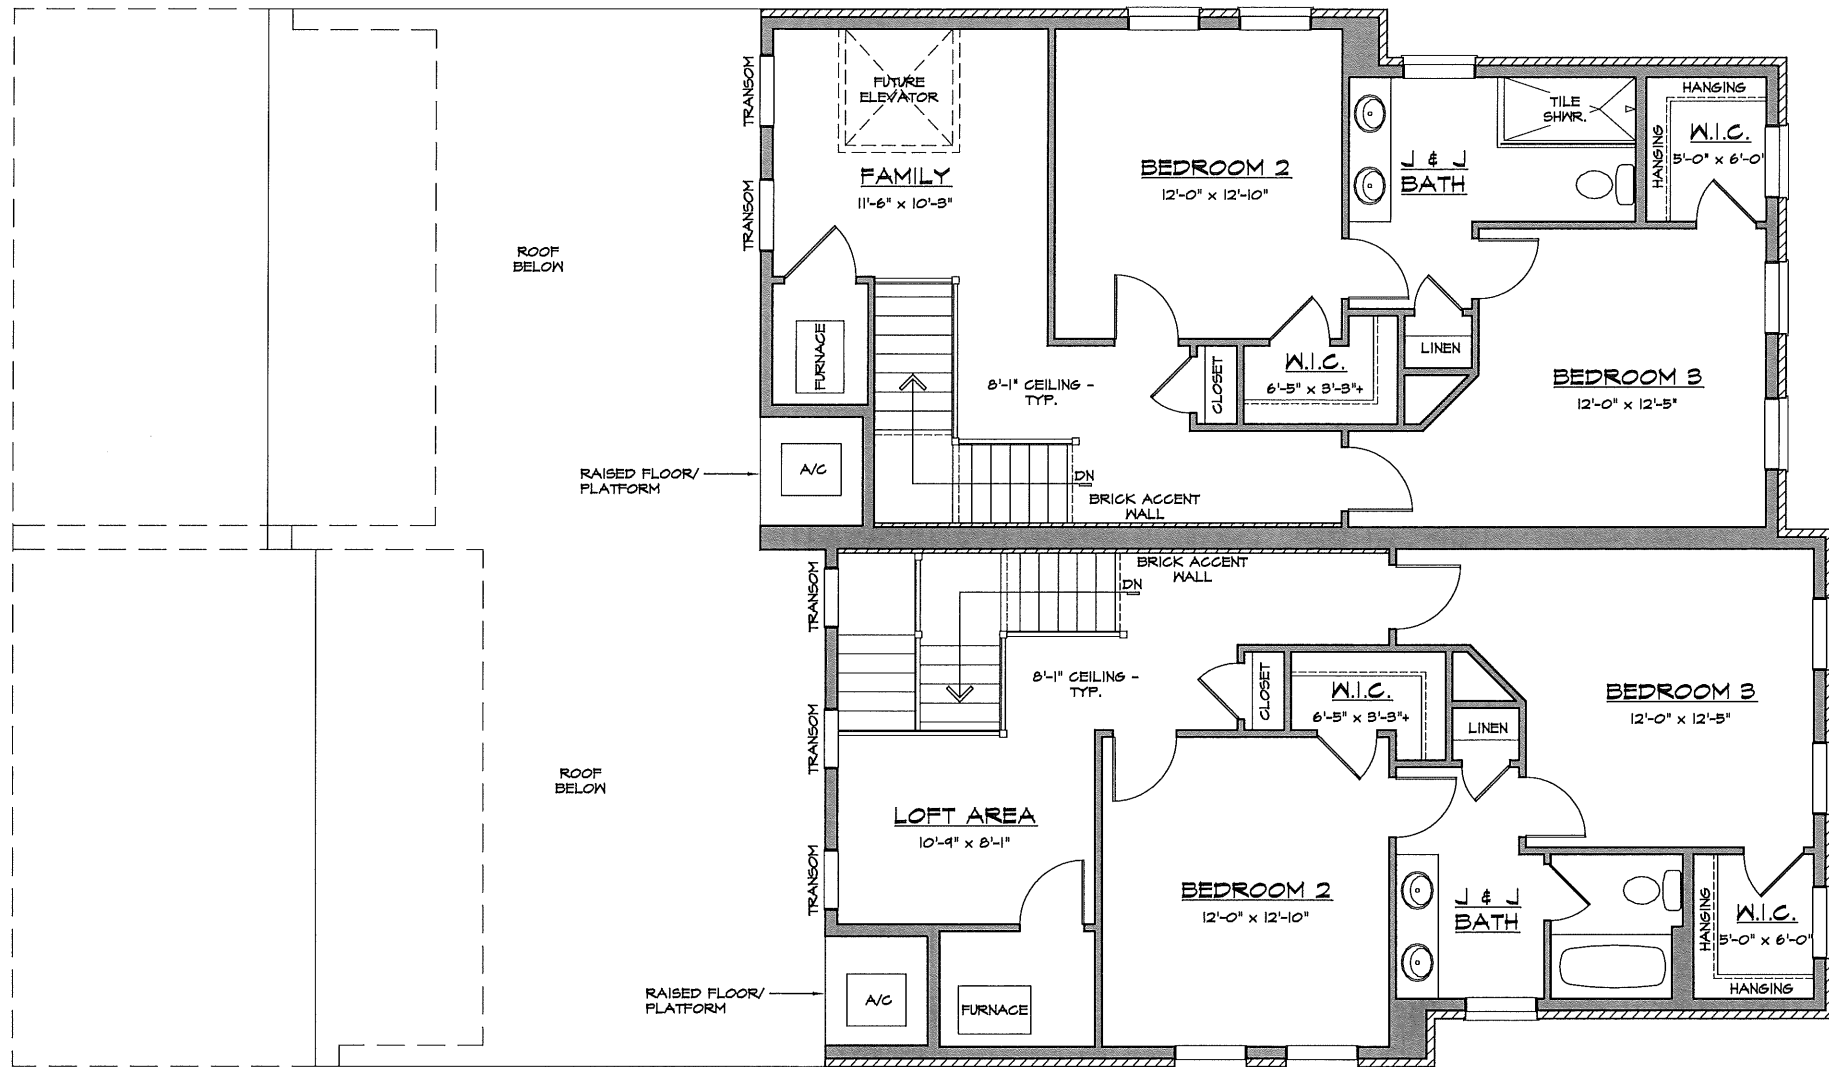 TRANSOM
TRANSOM
FUTURE
ELEVATOR
FAMILY
11'-6" x 10'-3"
BEDROOM 2
12'-0" x 12'-10"
J & J
BATH
TILE
SHWR.
HANGING
HANGING
W.I.C.
5'-0" x 6'-0"
ROOF
BELOW
FURNACE
8'-1" CEILING -
TYP.
CLOSET
W.I.C.
6'-5" x 3'-3"+
LINEN
BEDROOM 3
12'-0" x 12'-5"
RAISED FLOOR/
PLATFORM
A/C
DN
BRICK ACCENT
WALL
TRANSOM
TRANSOM
TRANSOM
BRICK ACCENT
WALL
DN
8'-1" CEILING -
TYP.
CLOSET
W.I.C.
6'-5" x 3'-3"+
LINEN
BEDROOM 3
12'-0" x 12'-5"
ROOF
BELOW
LOFT AREA
10'-9" x 8'-1"
BEDROOM 2
12'-0" x 12'-10"
J & J
BATH
HANGING
W.I.C.
5'-0" x 6'-0"
HANGING
RAISED FLOOR/
PLATFORM
A/C
FURNACE